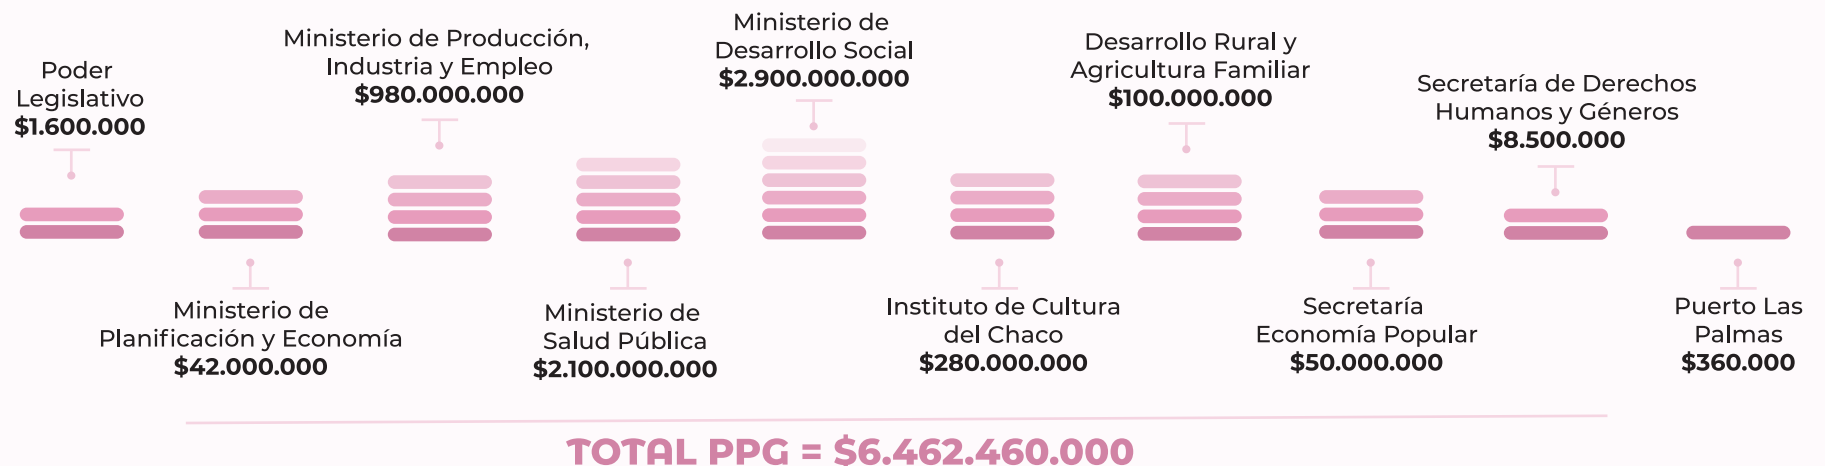 Poder
Legislativo
$1.600.000
Ministerio de
Planificación y Economía
$42.000.000
Ministerio de Producción,
Industria y Empleo
$980.000.000
Ministerio de
Salud Pública
$2.100.000.000
Ministerio de
Desarrollo Social
$2.900.000.000
Instituto de Cultura
del Chaco
$280.000.000
Desarrollo Rural y
Agricultura Familiar
$100.000.000
Secretaría
Economía Popular
$50.000.000
Secretaría de Derechos
Humanos y Géneros
$8.500.000
Puerto Las
Palmas
$360.000
TOTAL PPG = $6.462.460.000